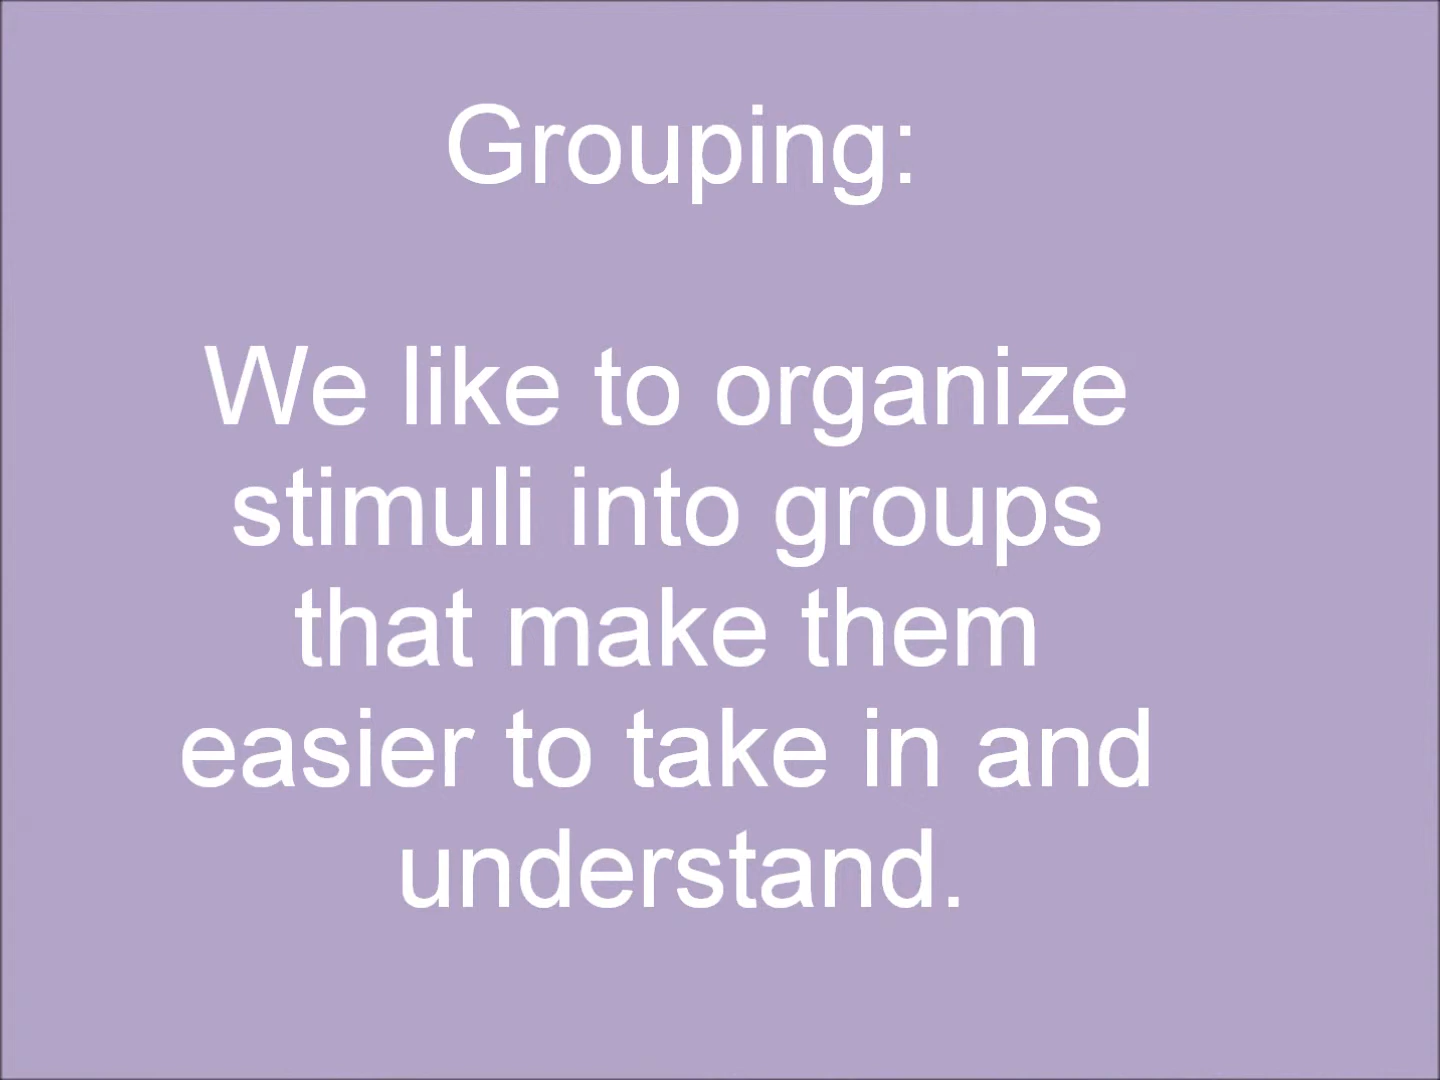 Grouping:
We like to organize
stimuli into groups
that make them
easier to take in and
understand.